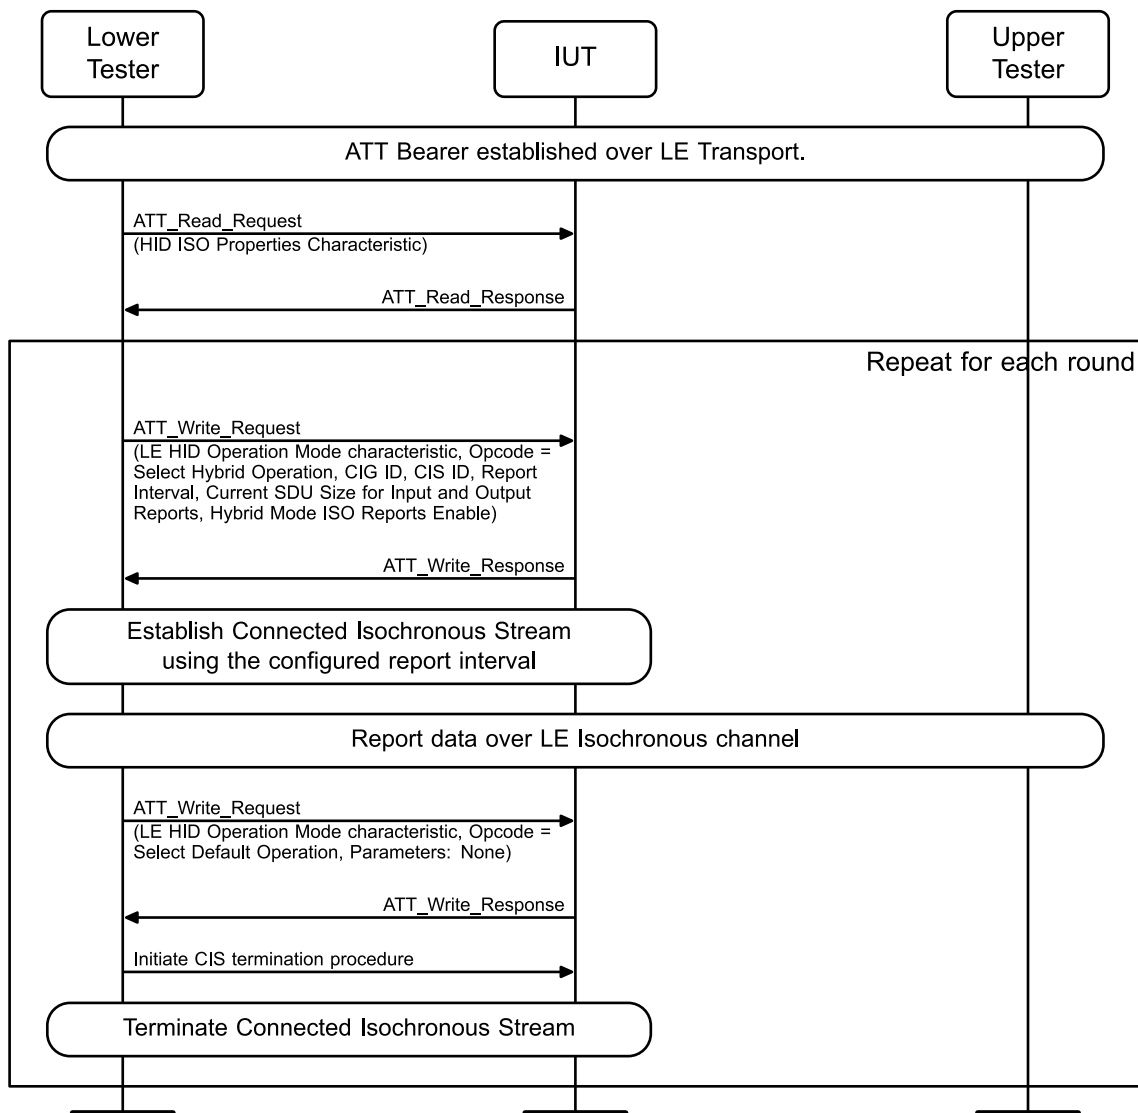 Lower
Tester
IUT
Upper
Tester
ATT Bearer established over LE Transport.
ATT_Read_Request
(HID ISO Properties Characteristic)
ATT_Read_Response
Repeat for each round
ATT_Write_Request
(LE HID Operation Mode characteristic, Opcode =
Select Hybrid Operation, CIG ID, CIS ID, Report
Interval, Current SDU Size for Input and Output
Reports, Hybrid Mode ISO Reports Enable)
ATT_Write_Response
Establish Connected Isochronous Stream
using the configured report interval
Report data over LE Isochronous channel
ATT_Write_Request
(LE HID Operation Mode characteristic, Opcode =
Select Default Operation, Parameters: None)
ATT_Write_Response
Initiate CIS termination procedure
Terminate Connected Isochronous Stream